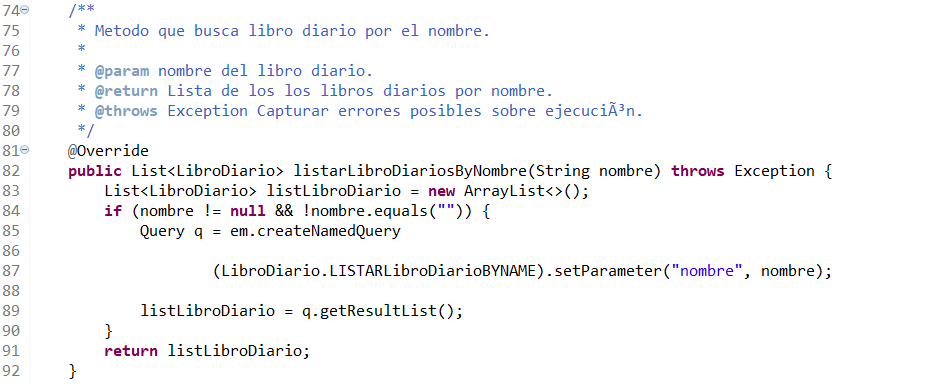 74 /**
75 * Metodo que busca libro diario por el nombre.
76 *
77 * @param nombre del libro diario.
78 * @return Lista de los los libros diarios por nombre.
79 * @throws Exception Capturar errores posibles sobre ejecuciÃ³n.
80 */
81 @Override
82 public List<LibroDiario> listarLibroDiariosByNombre(String nombre) throws Exception {
83 List<LibroDiario> listLibroDiario = new ArrayList<>();
84 if (nombre != null && !nombre.equals("")) {
85 Query q = em.createNamedQuery
86
87 (LibroDiario.LISTARLibroDiarioBYNAME).setParameter("nombre", nombre);
88
89 listLibroDiario = q.getResultList();
90 }
91 return listLibroDiario;
92 }